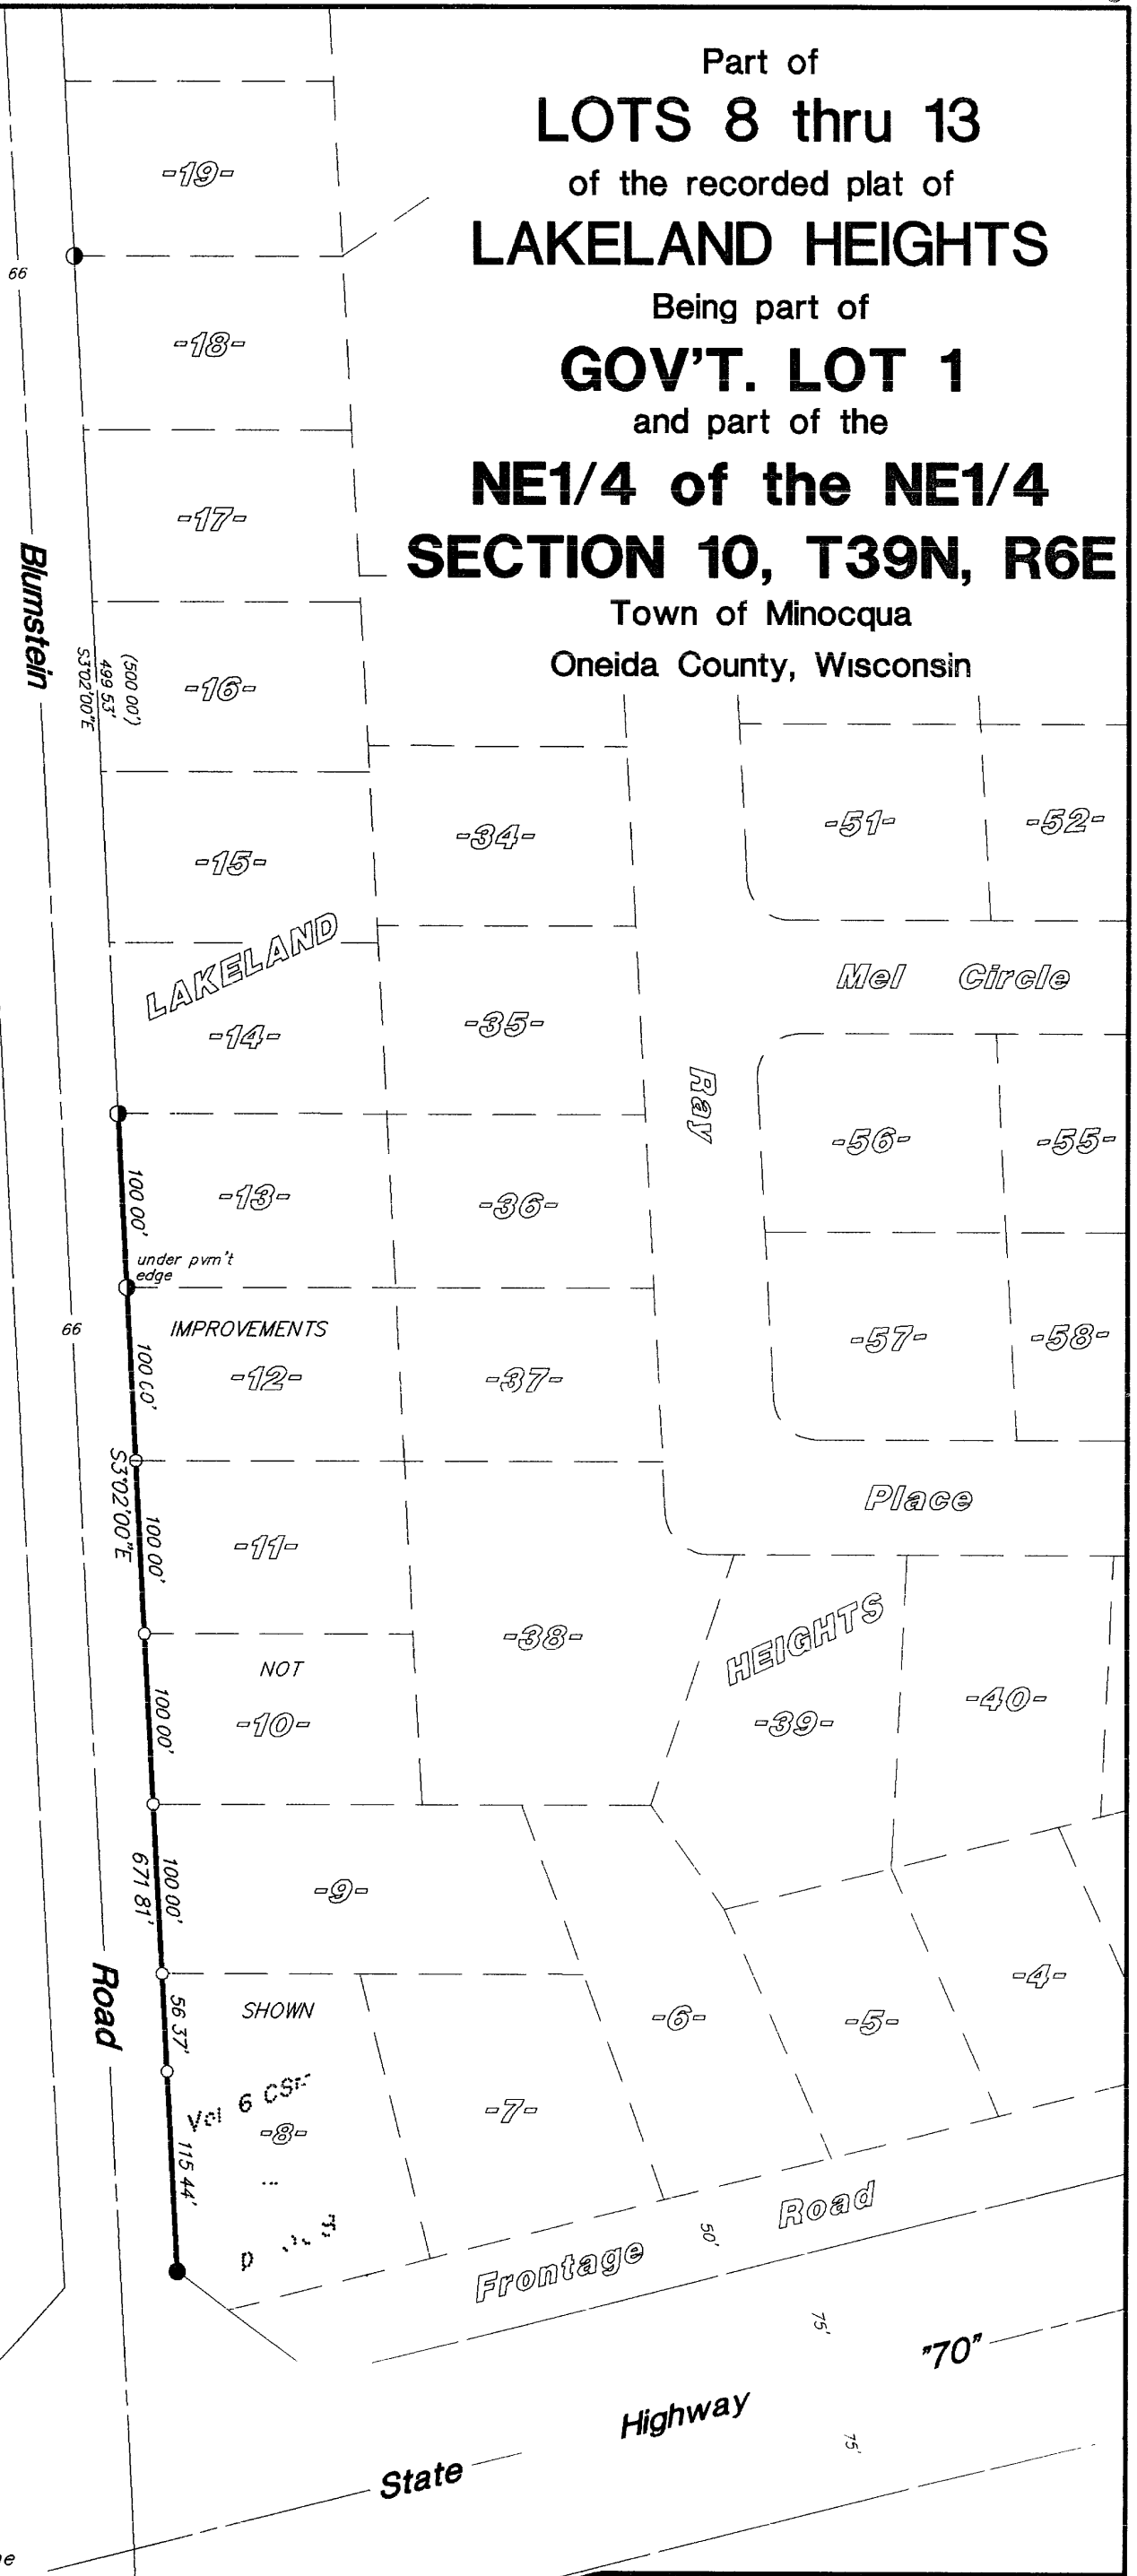 Part of
LOTS 8 thru 13
of the recorded plat of
LAKELAND HEIGHTS
Being part of
GOV'T. LOT 1
and part of the
NE1/4 of the NE1/4
SECTION 10, T39N, R6E
Town of Minocqua
Oneida County, Wisconsin
-19-
66
-18-
-17-
Blumstein
(500 00')
499 53'
S3°02'00"E
-16-
-15-
-34-
-51-
-52-
LAKELAND
-14-
-35-
Mel Circle
Ray
-56-
-55-
100 00'
-13-
-36-
under pvm't
edge
66
IMPROVEMENTS
-12-
-37-
-57-
-58-
100 00'
S3°02'00"E
100 00'
-11-
Place
-38-
HEIGHTS
NOT
-10-
-39-
-40-
100 00'
100 00'
671 81'
-9-
Road
56 37'
SHOWN
-6-
-5-
-4-
Vol 6 CSM
-8-
-7-
115 44'
Frontage Road
50'
75'
"70"
Highway
75'
State